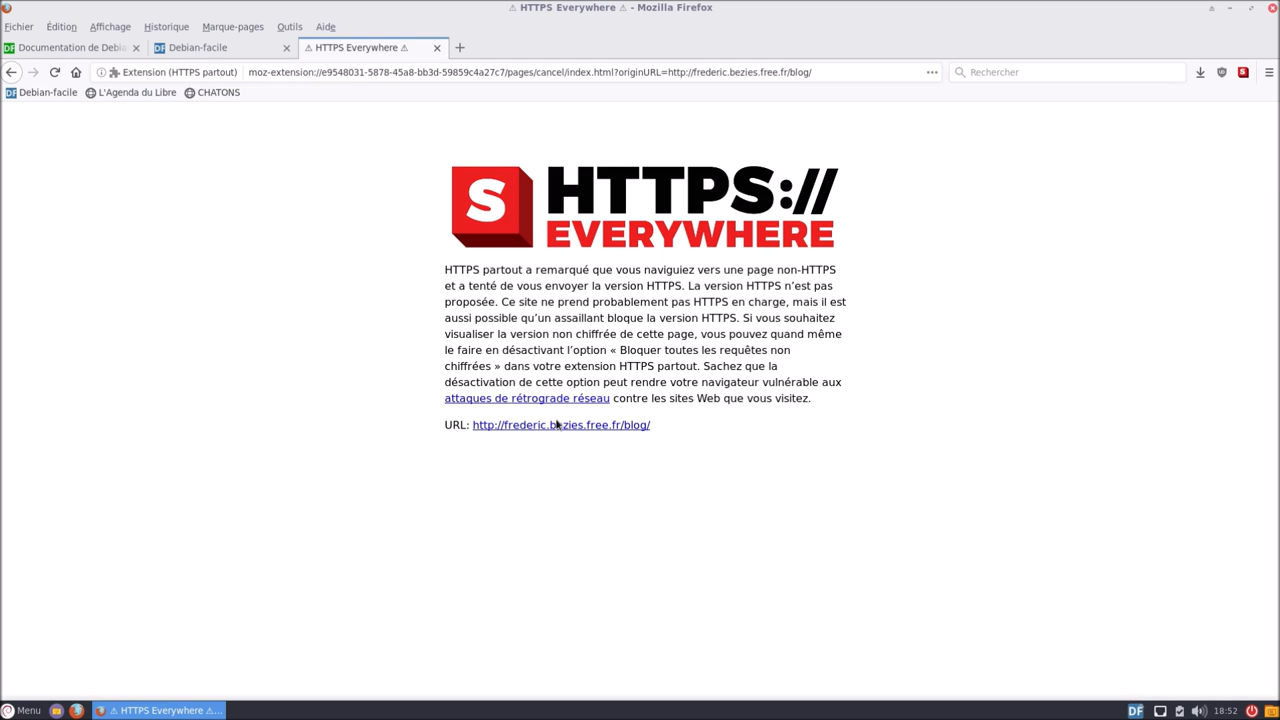 ⚠ HTTPS Everywhere ⚠ - Mozilla Firefox
Fichier Édition Affichage Historique Marque-pages Outils Aide
DF Documentation de Debia DF Debian-facile ⚠ HTTPS Everywhere ⚠
Extension (HTTPS partout) moz-extension://e9548031-5878-45a8-bb3d-59859c4a27c7/pages/cancel/index.html?originURL=http://frederic.bezies.free.fr/blog/ Rechercher S
DF Debian-facile L'Agenda du Libre CHATONS
S HTTPS://
EVERYWHERE
HTTPS partout a remarqué que vous naviguiez vers une page non-HTTPS
et a tenté de vous envoyer la version HTTPS. La version HTTPS n’est pas
proposée. Ce site ne prend probablement pas HTTPS en charge, mais il est
aussi possible qu’un assaillant bloque la version HTTPS. Si vous souhaitez
visualiser la version non chiffrée de cette page, vous pouvez quand même
le faire en désactivant l’option « Bloquer toutes les requêtes non
chiffrées » dans votre extension HTTPS partout. Sachez que la
désactivation de cette option peut rendre votre navigateur vulnérable aux
attaques de rétrograde réseau contre les sites Web que vous visitez.
URL: http://frederic.bezies.free.fr/blog/
Menu ⚠ HTTPS Everywhere ⚠... DF 18:52